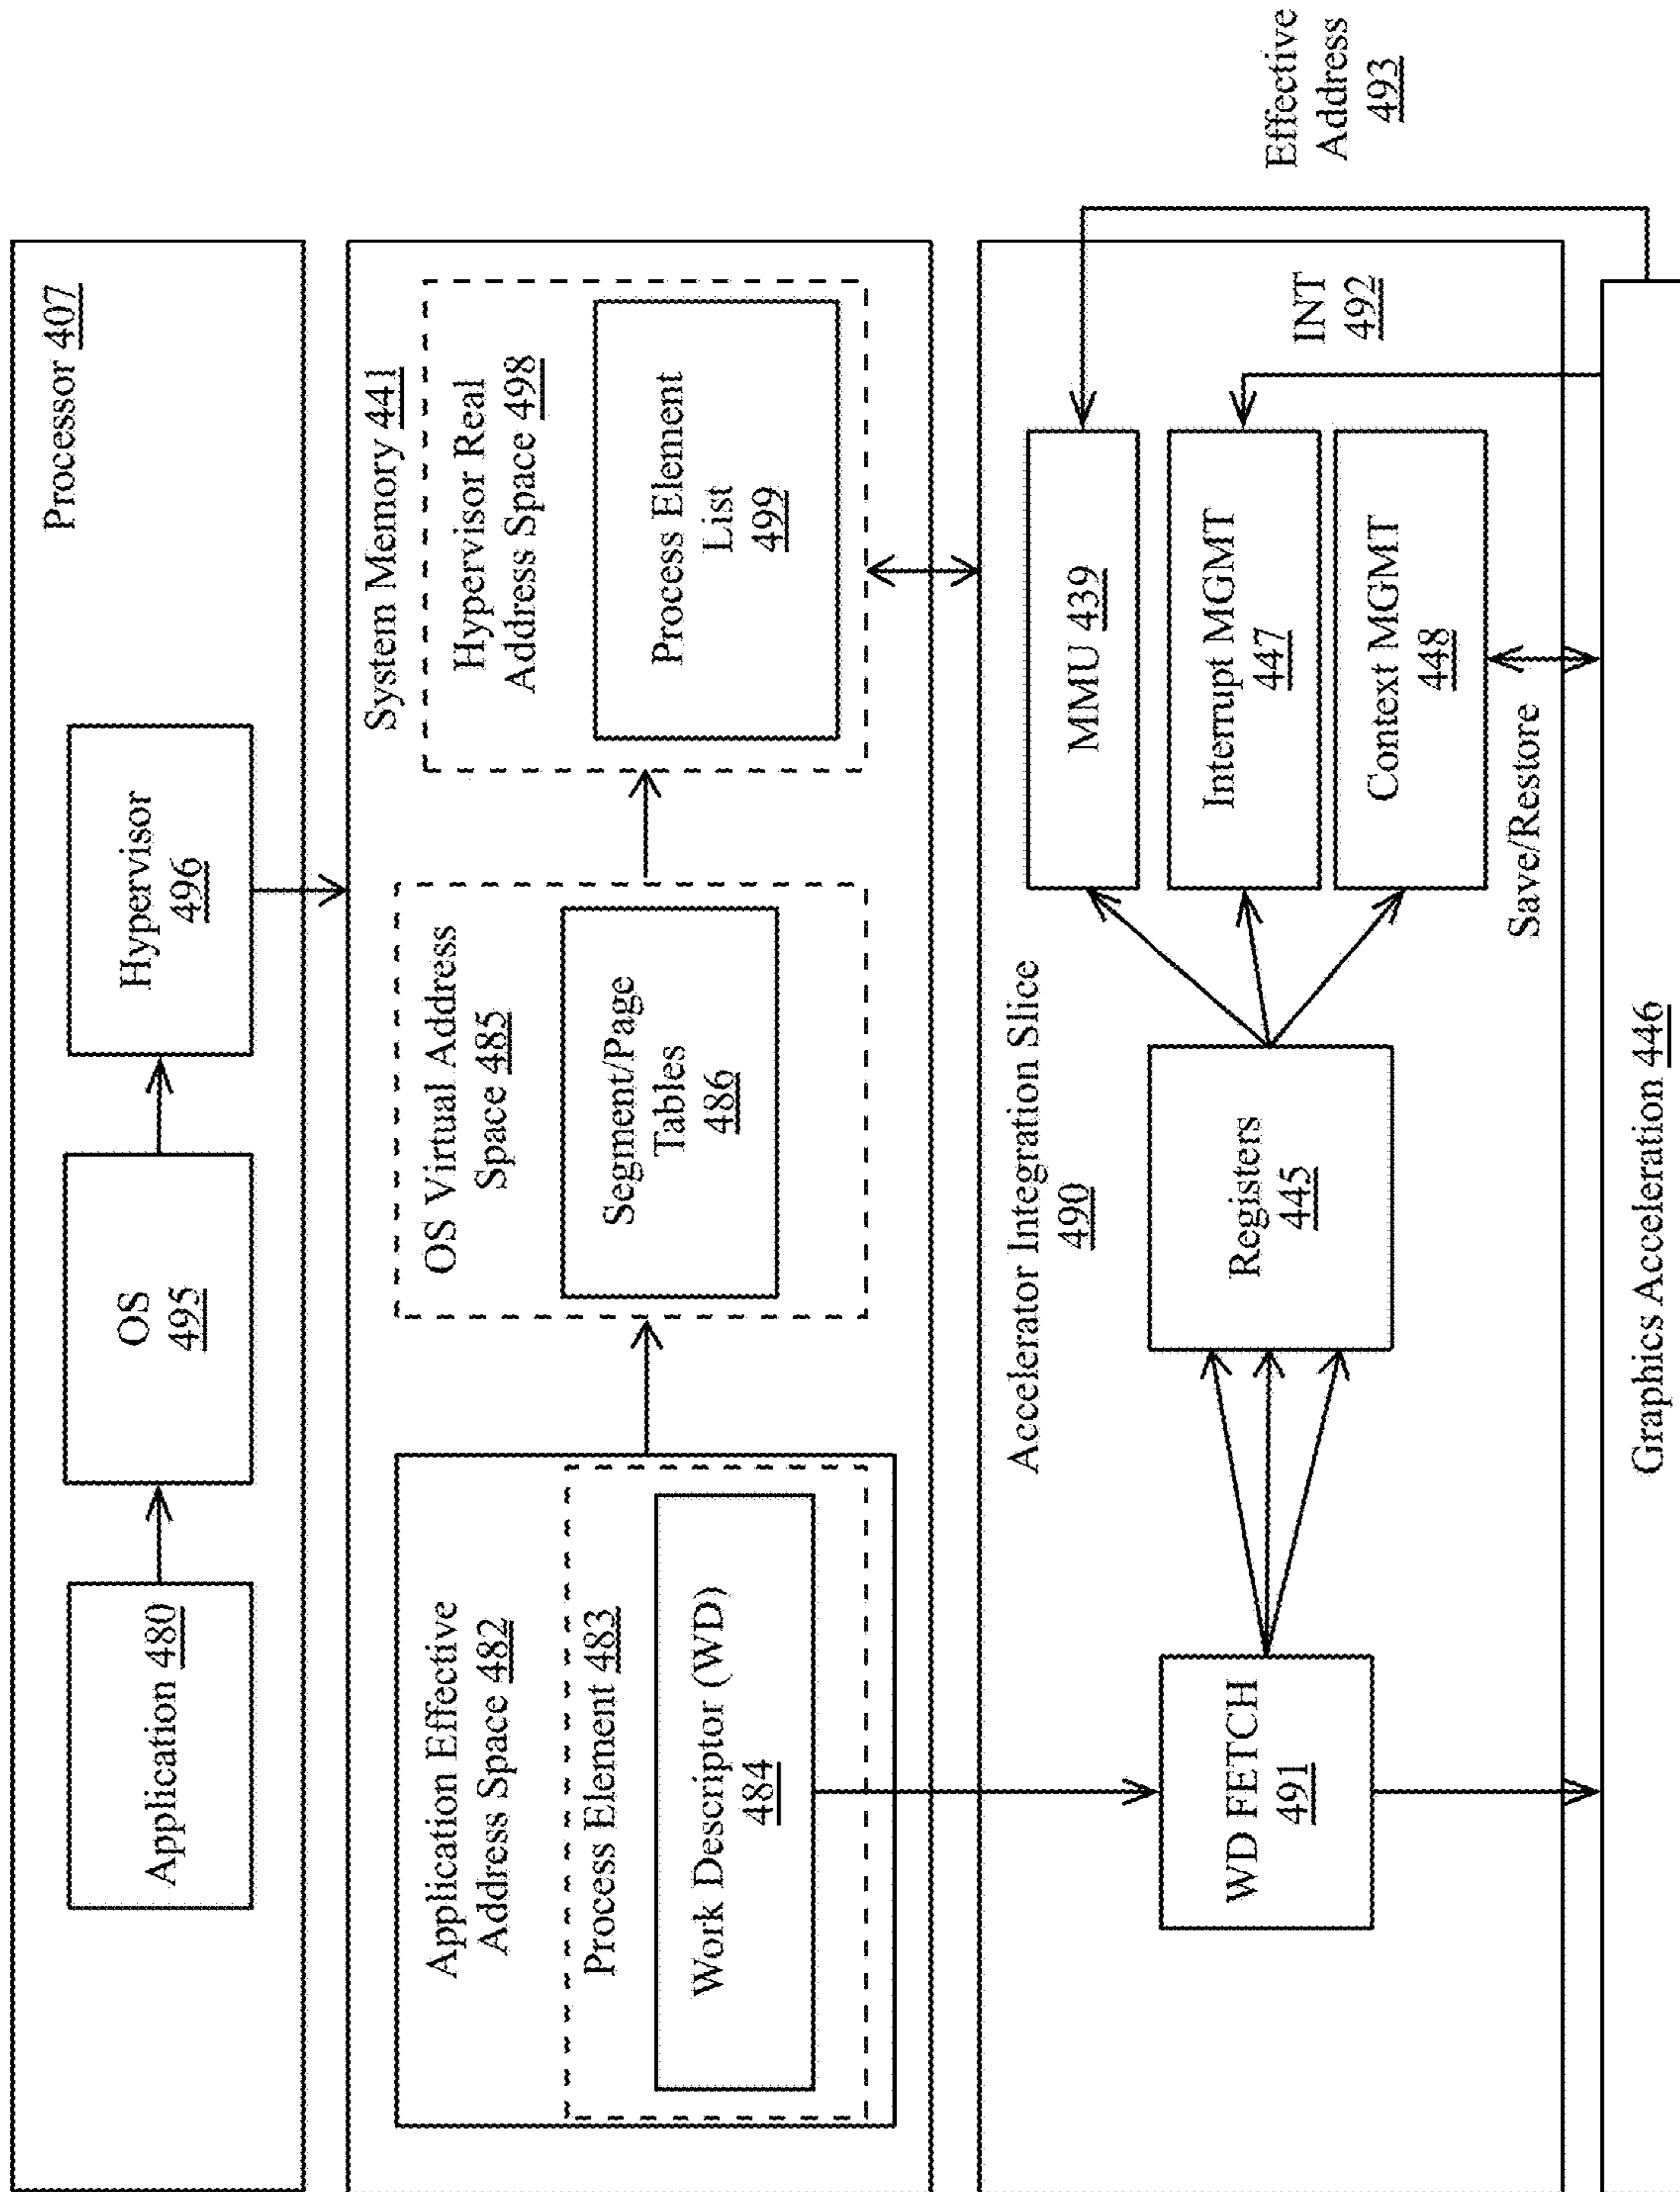 Processor 407
Application 480
OS
495
Hypervisor
496
System Memory 441
Application Effective
Address Space 482
Process Element 483
Work Descriptor (WD)
484
OS Virtual Address
Space 485
Segment/Page
Tables
486
Hypervisor Real
Address Space 498
Process Element
List
499
Accelerator Integration Slice
490
WD FETCH
491
Registers
445
MMU 439
Interrupt MGMT
447
Context MGMT
448
INT
492
Effective
Address
493
Save/Restore
Graphics Acceleration 446